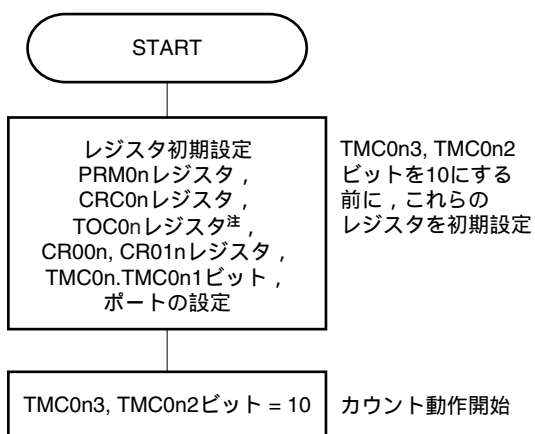 START
レジスタ初期設定
PRM0nレジスタ，
CRC0nレジスタ，
TOC0nレジスタ注，
CR00n, CR01nレジスタ，
TMC0n.TMC0n1ビット，
ポートの設定
TMC0n3, TMC0n2
ビットを10にする
前に，これらの
レジスタを初期設定
TMC0n3, TMC0n2ビット = 10
カウント動作開始